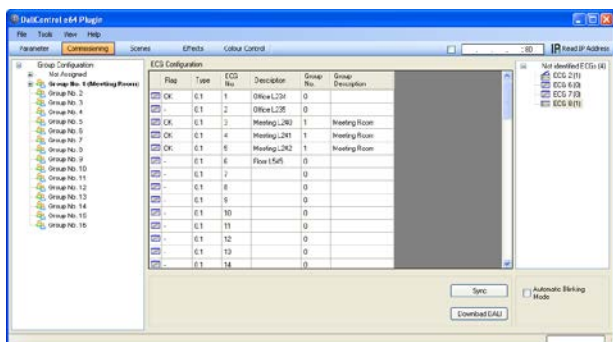 DaliControl e64 Plugin
File Tools View Help
Parameter Commissioning Scenes Effects Colour Control : 80 IP Read IP Address
Group Configuration
Not Assigned
Group No. 1 (Meeting Room)
Group No. 2
Group No. 3
Group No. 4
Group No. 5
Group No. 6
Group No. 7
Group No. 8
Group No. 9
Group No. 10
Group No. 11
Group No. 12
Group No. 13
Group No. 14
Group No. 15
Group No. 16
ECG Configuration
Flag Type ECG No. Description Group No. Group Description
OK 0.1 1 Office L234 0
- 0.1 2 Office L235 0
OK 0.1 3 Meeting L240 1 Meeting Room
OK 0.1 4 Meeting L241 1 Meeting Room
OK 0.1 5 Meeting L242 1 Meeting Room
- 0.1 6 Floor 0
- 0.1 7 0
- 0.1 8 0
- 0.1 9 0
- 0.1 10 0
- 0.1 11 0
- 0.1 12 0
- 0.1 13 0
- 0.1 14 0
Not identified ECGs (4)
ECG 2 (1)
ECG 6 (0)
ECG 7 (0)
ECG 8 (1)
Sync
Download DALI
Automatic Blinking
Mode